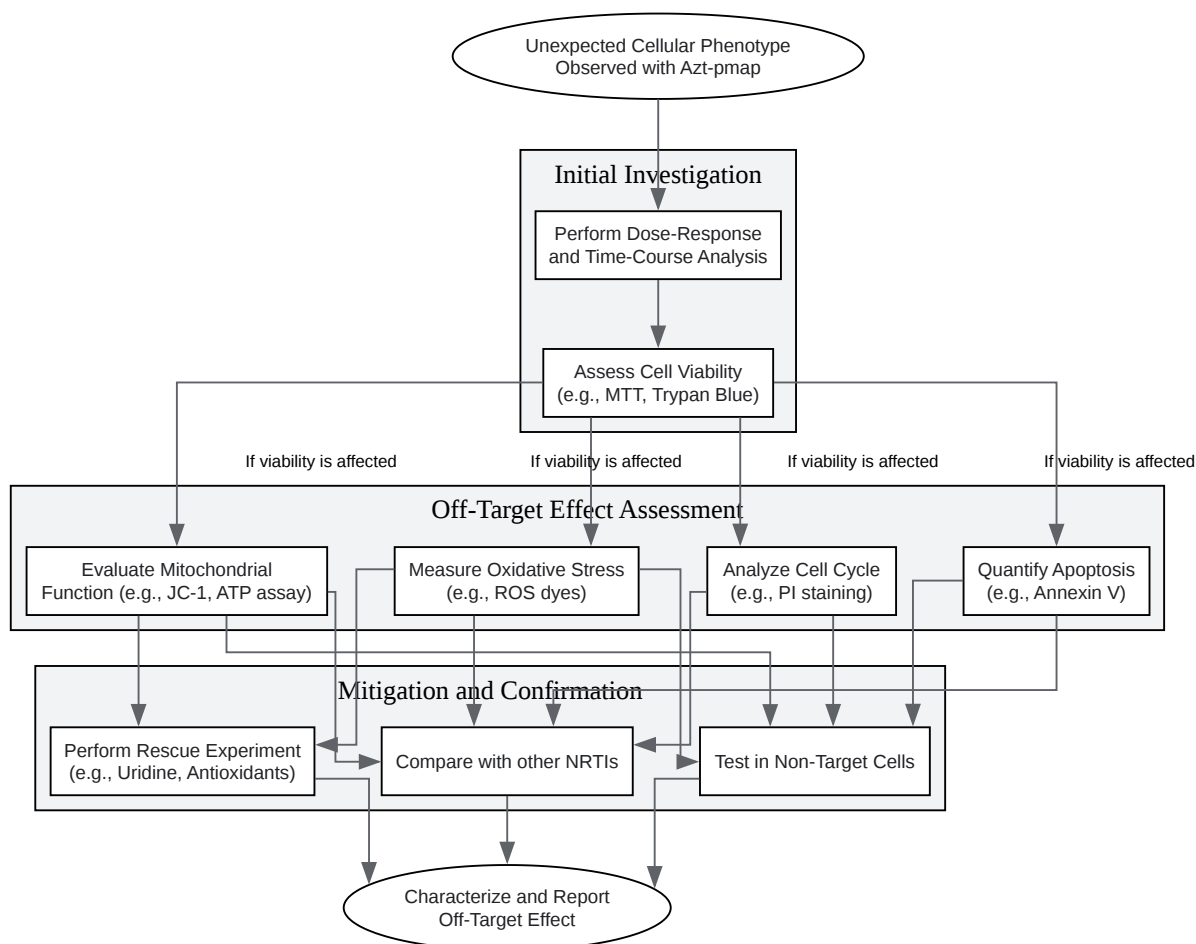 Unexpected Cellular Phenotype
Observed with Azt-pmap
Initial Investigation
Perform Dose-Response
and Time-Course Analysis
Assess Cell Viability
(e.g., MTT, Trypan Blue)
If viability is affected
If viability is affected
If viability is affected
If viability is affected
Off-Target Effect Assessment
Evaluate Mitochondrial
Function (e.g., JC-1, ATP assay)
Measure Oxidative Stress
(e.g., ROS dyes)
Analyze Cell Cycle
(e.g., PI staining)
Quantify Apoptosis
(e.g., Annexin V)
Mitigation and Confirmation
Perform Rescue Experiment
(e.g., Uridine, Antioxidants)
Compare with other NRTIs
Test in Non-Target Cells
Characterize and Report
Off-Target Effect